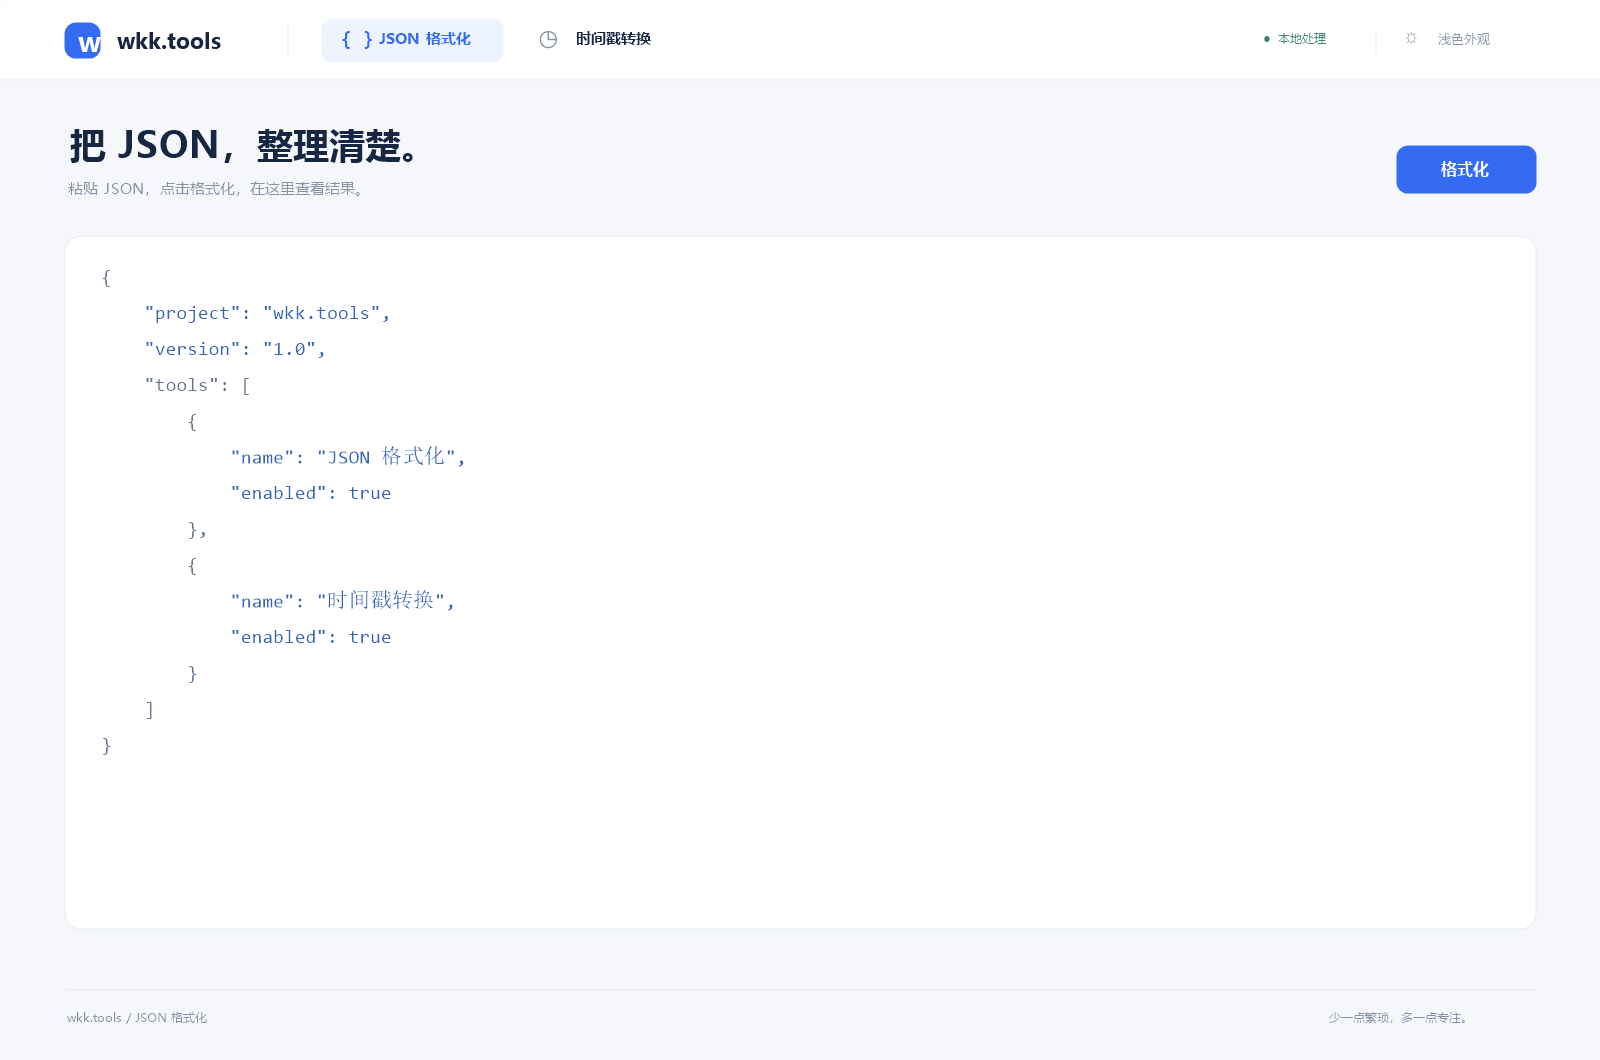 w wkk.tools { } JSON 格式化 时间戳转换 本地处理 浅色外观
把 JSON，整理清楚。
粘贴 JSON，点击格式化，在这里查看结果。
格式化
{
    "project": "wkk.tools",
    "version": "1.0",
    "tools": [
        {
            "name": "JSON 格式化",
            "enabled": true
        },
        {
            "name": "时间戳转换",
            "enabled": true
        }
    ]
}
wkk.tools / JSON 格式化 少一点繁琐，多一点专注。